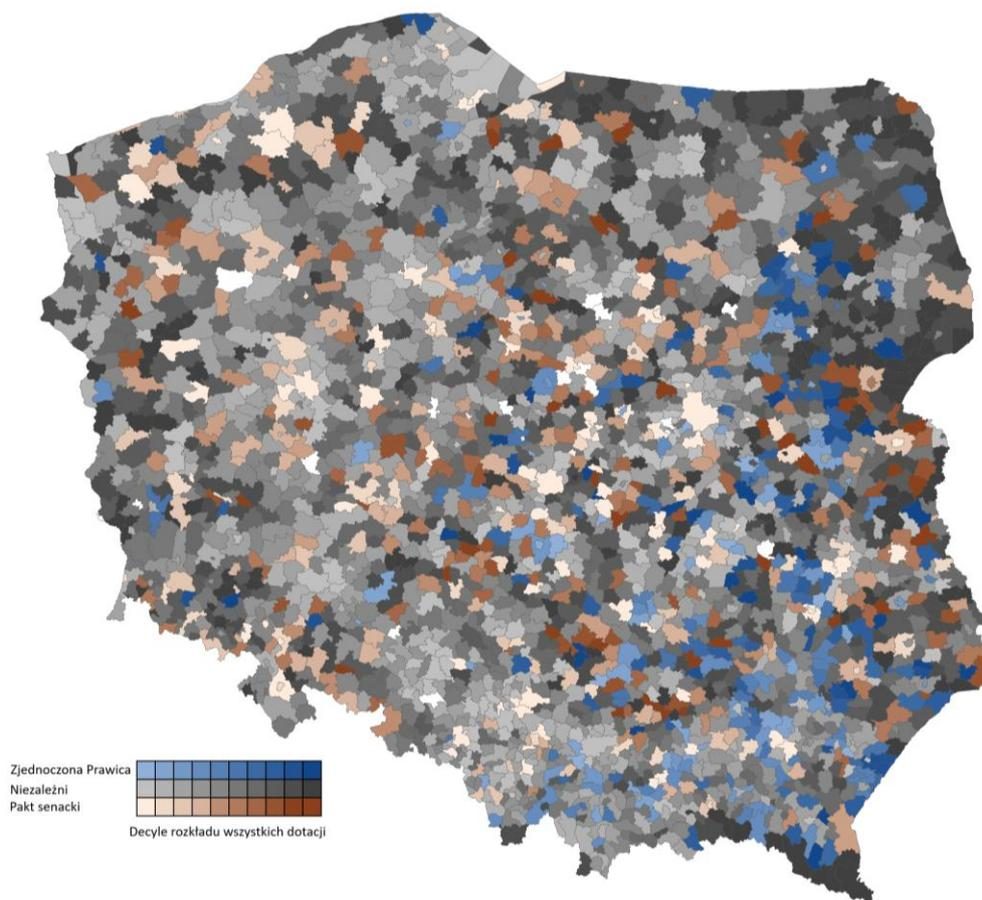 Zjednoczona Prawica
Niezależni
Pakt senacki
Decyle rozkładu wszystkich dotacji